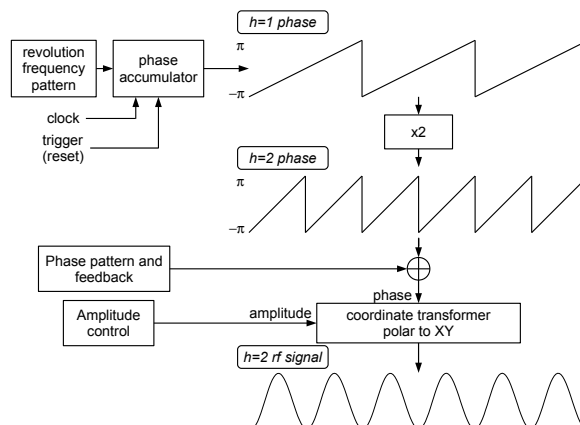 h=1 phase
revolution
frequency
pattern
phase
accumulator
π
−π
clock
trigger
(reset)
x2
h=2 phase
π
−π
Phase pattern and
feedback
phase
Amplitude
control
amplitude
coordinate transformer
polar to XY
h=2 rf signal